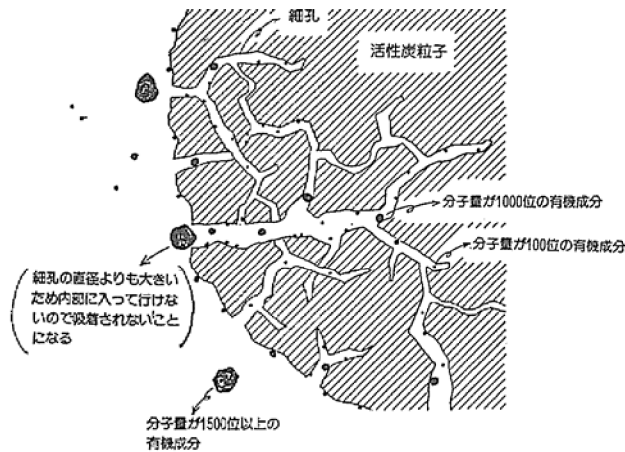 細孔
活性炭粒子
分子量が1000位の有機成分
分子量が100位の有機成分
細孔の直径よりも大きい
ため内部に入って行けな
いので吸着されないこと
になる
分子量が1500位以上の
有機成分